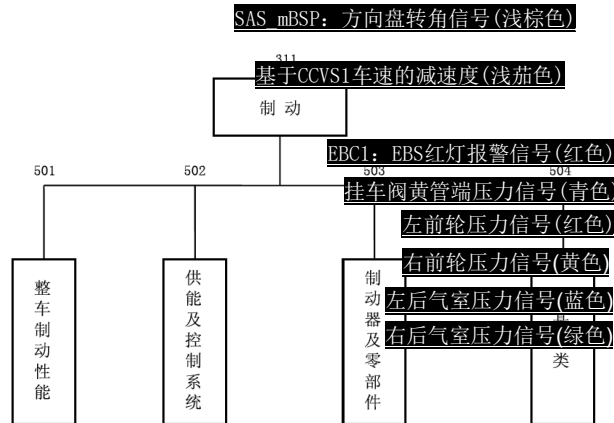 SAS_mBSP: 方向盘转角信号(浅棕色)
311
基于CCVS1车速的减速度(浅茄色)
制动
EBC1: EBS红灯报警信号(红色)
501
502
503
504
挂车阀黄管端压力信号(青色)
左前轮压力信号(红色)
右前轮压力信号(黄色)
左后气室压力信号(蓝色)
右后气室压力信号(绿色)
整车制动性能
供能及控制系统
制动器及零部件
类